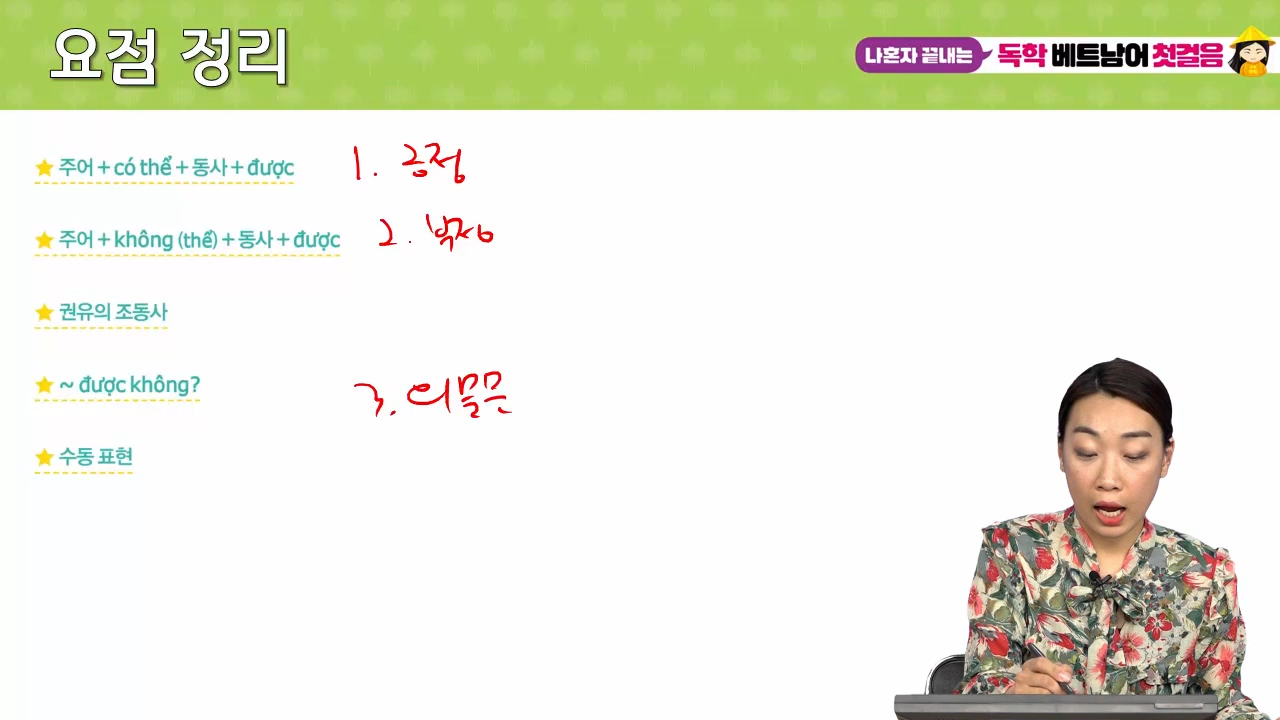 요점 정리
나혼자 끝내는 독학 베트남어 첫걸음
주어 + có thể + 동사 + được 1. 긍정
주어 + không (thể) + 동사 + được 2. 부정
권유의 조동사
~ được không? 3. 의문문
수동 표현